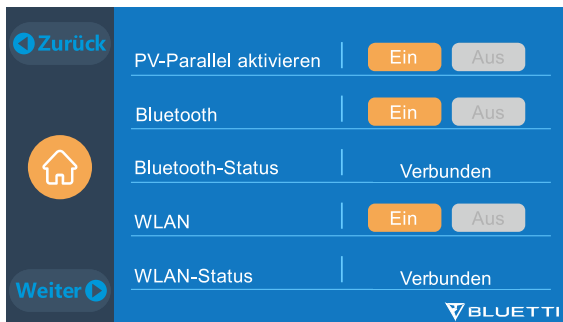 Zurück
PV-Parallel aktivieren Ein Aus
Bluetooth Ein Aus
Bluetooth-Status Verbunden
WLAN Ein Aus
WLAN-Status Verbunden
Weiter
BLUETTI